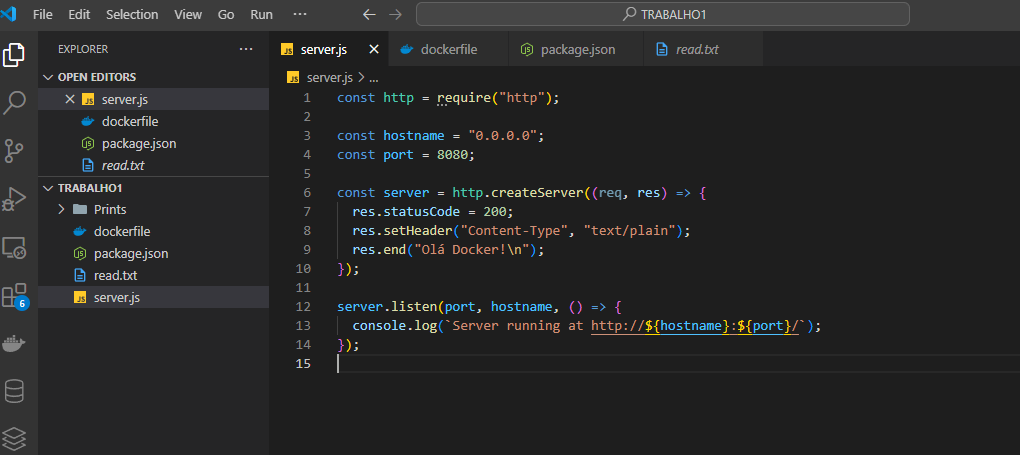 File Edit Selection View Go Run ··· TRABALHO1
EXPLORER ···
OPEN EDITORS
JS server.js
dockerfile
package.json
read.txt
TRABALHO1
Prints
dockerfile
package.json
read.txt
JS server.js
6
JS server.js dockerfile package.json read.txt
JS server.js > ...
1 const http = require("http");
2
3 const hostname = "0.0.0.0";
4 const port = 8080;
5
6 const server = http.createServer((req, res) => {
7 res.statusCode = 200;
8 res.setHeader("Content-Type", "text/plain");
9 res.end("Olá Docker!\n");
10 });
11
12 server.listen(port, hostname, () => {
13 console.log(`Server running at http://${hostname}:${port}/`);
14 });
15